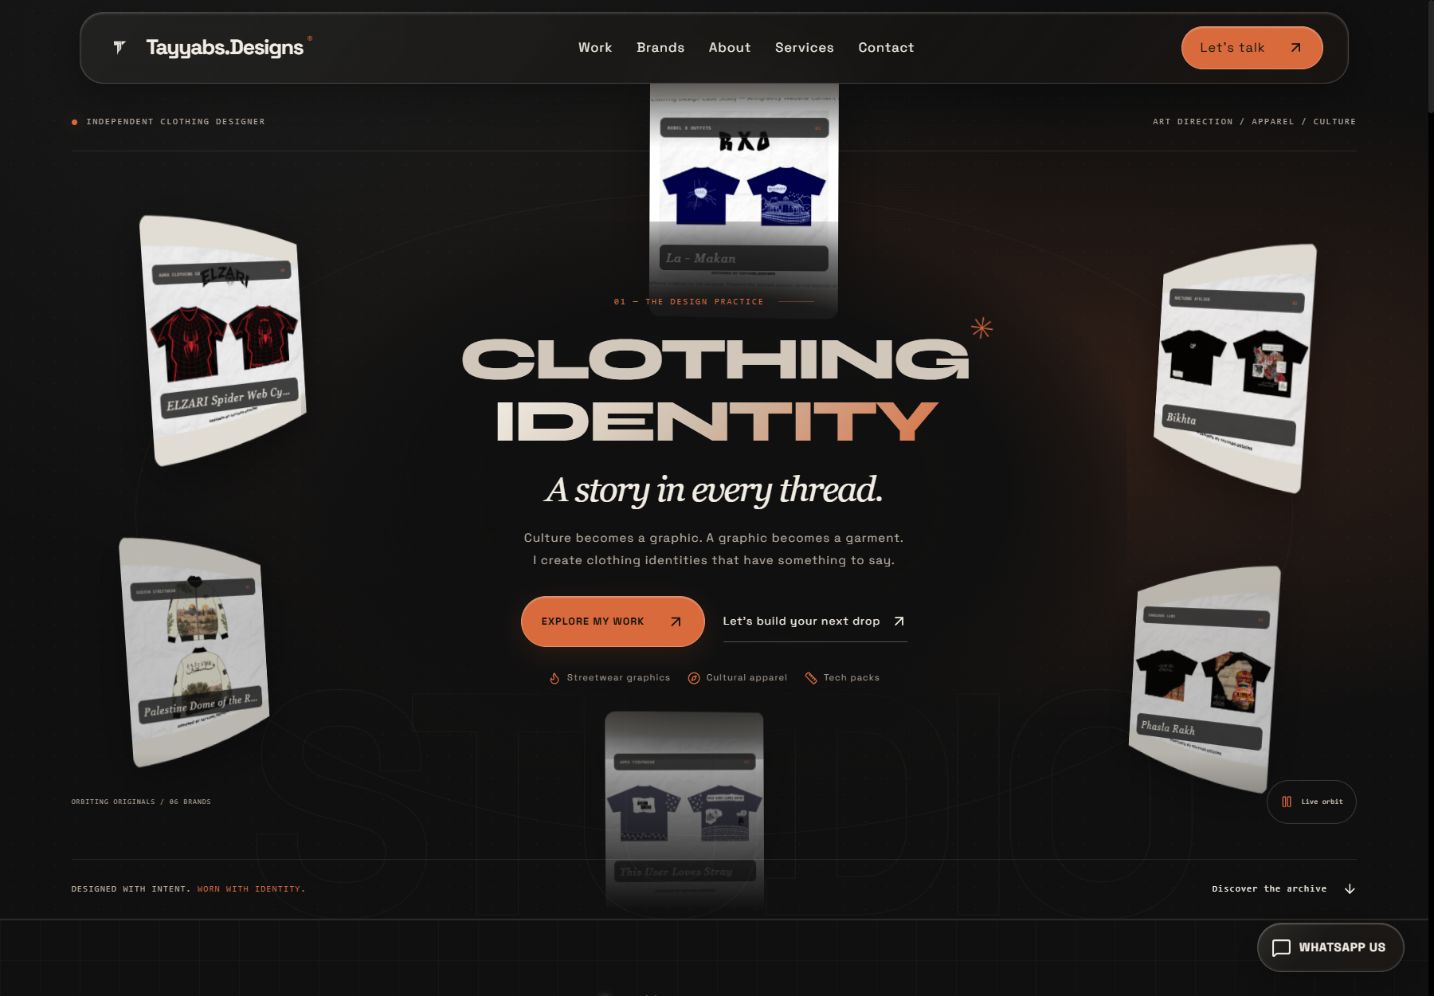 Tayyabs.Designs
Work
Brands
About
Services
Contact
Let's talk
INDEPENDENT CLOTHING DESIGNER
ART DIRECTION / APPAREL / CULTURE
REBEL X OUTFITS
RXO
La - Makan
ELZARI
ELZARI Spider Web Cy...
Bikhta
01 — THE DESIGN PRACTICE
CLOTHING
IDENTITY
A story in every thread.
Culture becomes a graphic. A graphic becomes a garment.
I create clothing identities that have something to say.
EXPLORE MY WORK
Let's build your next drop
Streetwear graphics
Cultural apparel
Tech packs
Palestine Dome of the R...
Phasla Rakh
This User Loves Stray
ORBITING ORIGINALS / 06 BRANDS
Live orbit
STUDIO
DESIGNED WITH INTENT. WORN WITH IDENTITY.
Discover the archive
WHATSAPP US